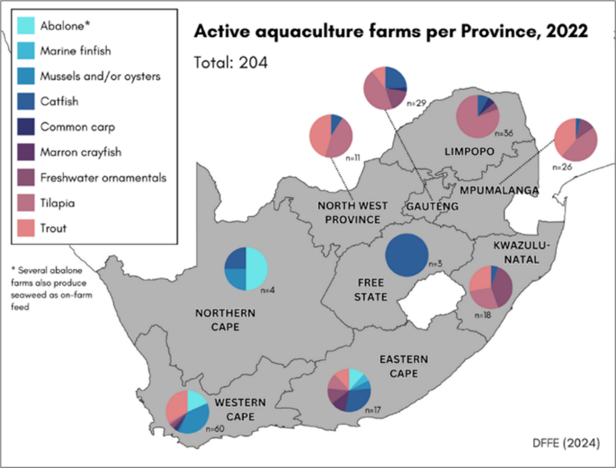 Active aquaculture farms per Province, 2022
Total: 204
Abalone*
Marine finfish
Mussels and/or oysters
Catfish
Common carp
Marron crayfish
Freshwater ornamentals
Tilapia
Trout
* Several abalone
farms also produce
seaweed as on-farm
feed
n=29
n=36
LIMPOPO
n=11
n=26
MPUMALANGA
NORTH WEST
PROVINCE
GAUTENG
KWAZULU-
NATAL
n=3
FREE
STATE
n=4
n=18
NORTHERN
CAPE
EASTERN
CAPE
n=17
WESTERN
CAPE
n=60
DFFE (2024)